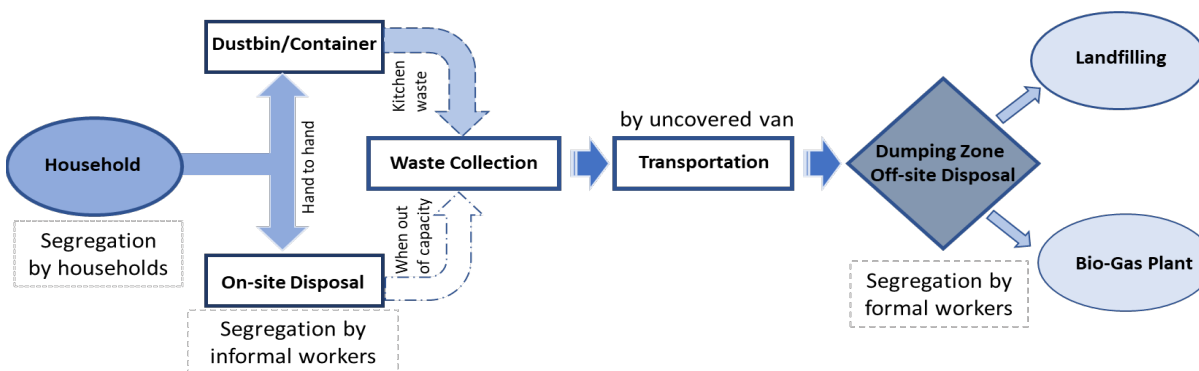 Household
Segregation
by households
Dustbin/Container
Hand to hand
On-site Disposal
Segregation by
informal workers
Kitchen
waste
When out
of capacity
Waste Collection
by uncovered van
Transportation
Dumping Zone
Off-site Disposal
Segregation by
formal workers
Landfilling
Bio-Gas Plant